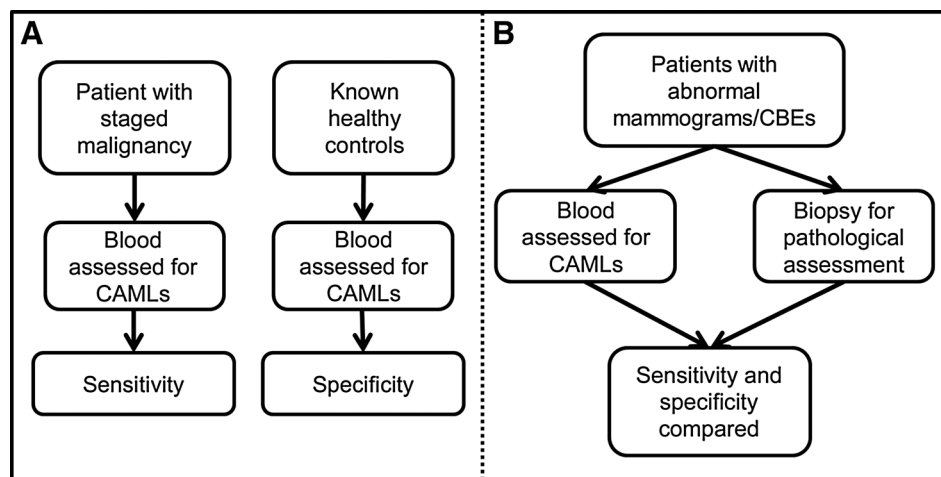 A
Patient with
staged
malignancy
Known
healthy
controls
Blood
assessed for
CAMLs
Blood
assessed for
CAMLs
Sensitivity
Specificity
B
Patients with
abnormal
mammograms/CBEs
Blood
assessed for
CAMLs
Biopsy for
pathological
assessment
Sensitivity and
specificity
compared